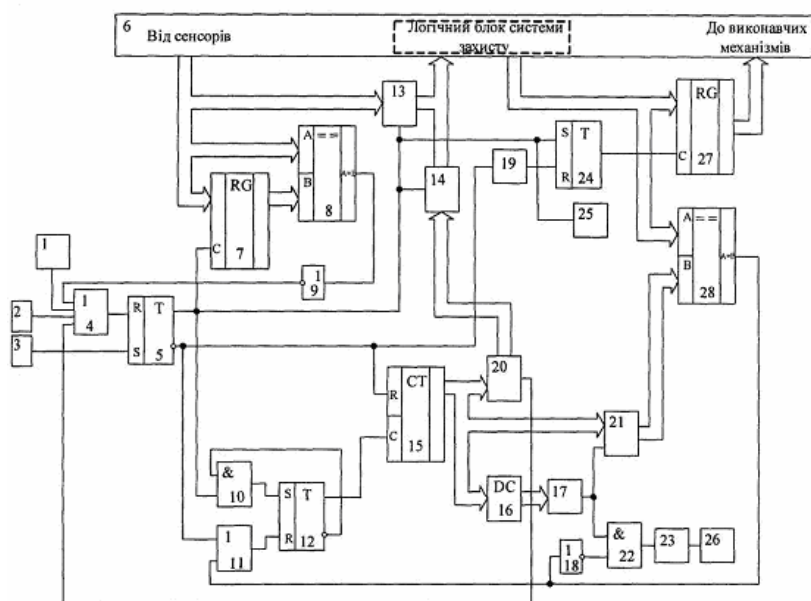 6
Від сенсорів
Логічний блок системи
захисту
До виконавчих
механізмів
13
RG
C
27
A
==
B
A=B
8
S
T
R
24
19
14
25
RG
C
7
A
==
B
A=B
28
1
1
9
2
3
1
4
R
T
S
5
20
CT
R
C
15
21
&
10
S
T
R
12
DC
16
17
1
11
1
18
&
22
23
26